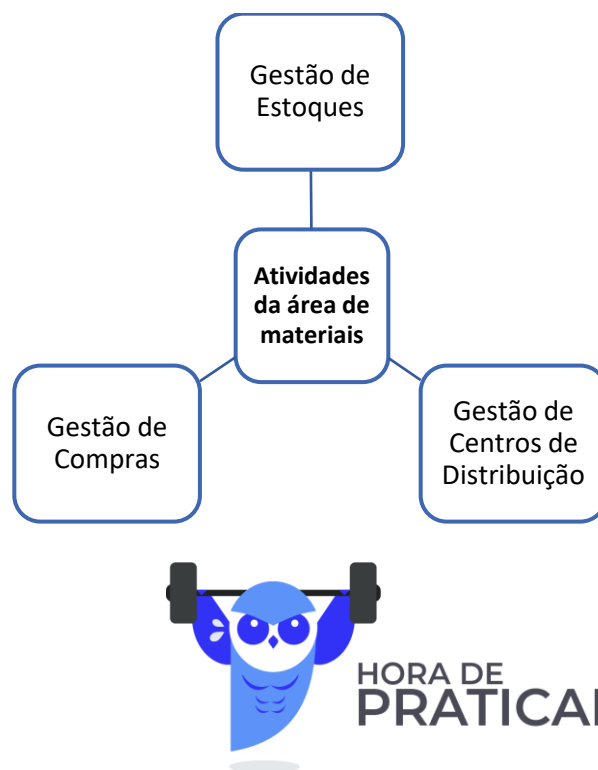 Gestão de
Estoques
Atividades
da área de
materiais
Gestão de
Compras
Gestão de
Centros de
Distribuição
HORA DE
PRATICAR